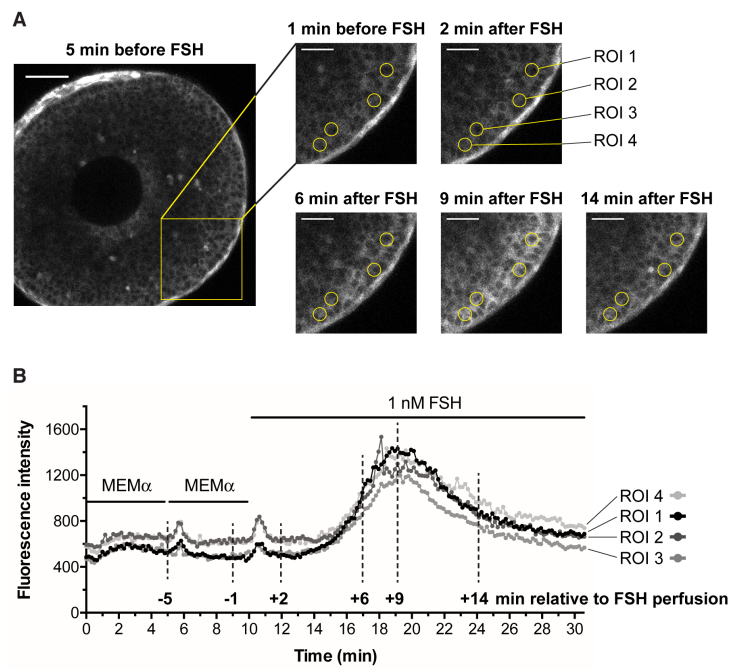 A
5 min before FSH
1 min before FSH
2 min after FSH
ROI 1
ROI 2
ROI 3
ROI 4
6 min after FSH
9 min after FSH
14 min after FSH
B
1 nM FSH
MEMα
MEMα
Fluorescence intensity
1600
1200
800
400
0
ROI 4
ROI 1
ROI 2
ROI 3
-5
-1
+2
+6
+9
+14
min relative to FSH perfusion
0 2 4 6 8 10 12 14 16 18 20 22 24 26 28 30
Time (min)